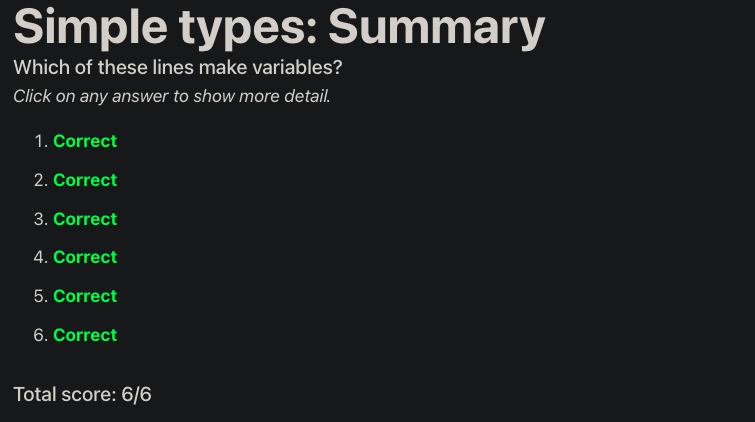 Simple types: Summary
Which of these lines make variables?
Click on any answer to show more detail.
1. Correct
2. Correct
3. Correct
4. Correct
5. Correct
6. Correct
Total score: 6/6